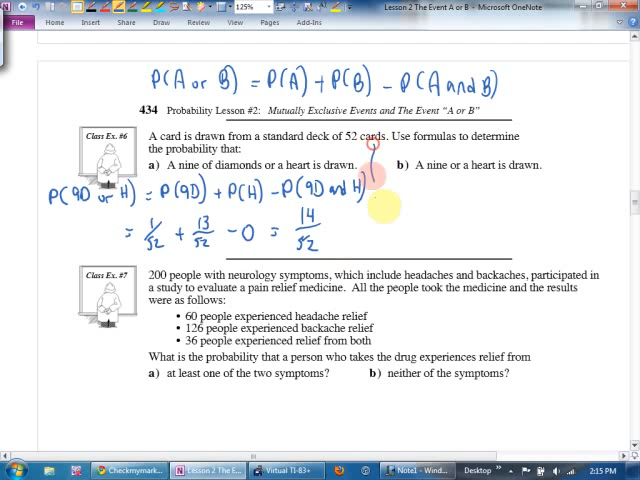 Lesson 2 The Event A or B - Microsoft OneNote
File Home Insert Share Draw Review View Page Setup Add-Ins
125%
P(A or B) = P(A) + P(B) - P(A and B)
434 Probability Lesson #2: Mutually Exclusive Events and The Event "A or B"
Class Ex. #6
A card is drawn from a standard deck of 52 cards. Use formulas to determine
the probability that:
a) A nine of diamonds or a heart is drawn. b) A nine or a heart is drawn.
P(9D or H) = P(9D) + P(H) - P(9D and H)
= 1/52 + 13/52 - 0 = 14/52
Class Ex. #7
200 people with neurology symptoms, which include headaches and backaches, participated in
a study to evaluate a pain relief medicine. All the people took the medicine and the results
were as follows:
• 60 people experienced headache relief
• 126 people experienced backache relief
• 36 people experienced relief from both
What is the probability that a person who takes the drug experiences relief from
a) at least one of the two symptoms? b) neither of the symptoms?
Checkmymark... Lesson 2 The E... Virtual TI-83+ Note1 - Wind... Desktop 2:15 PM